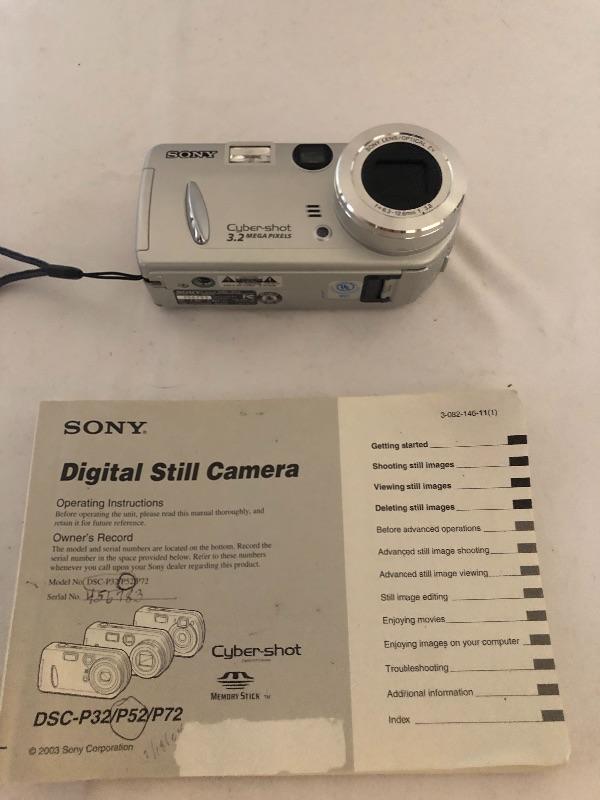 SONY
SONY LENS/OPTICAL
Cyber-shot
3.2 MEGA PIXELS
SONY
3-082-146-11(1)
SONY
Digital Still Camera
Operating Instructions
Before operating the unit, please read this manual thoroughly, and
retain it for future reference.
Owner's Record
The model and serial numbers are located on the bottom. Record the
serial number in the space provided below. Refer to these numbers
whenever you call upon your Sony dealer regarding this product.
Model No. DSC-P32/P52/P72
Serial No. 456783
Cyber-shot
MEMORY STICK ™
DSC-P32/P52/P72
© 2003 Sony Corporation
Getting started
Shooting still images
Viewing still images
Deleting still images
Before advanced operations
Advanced still image shooting
Advanced still image viewing
Still image editing
Enjoying movies
Enjoying images on your computer
Troubleshooting
Additional information
Index